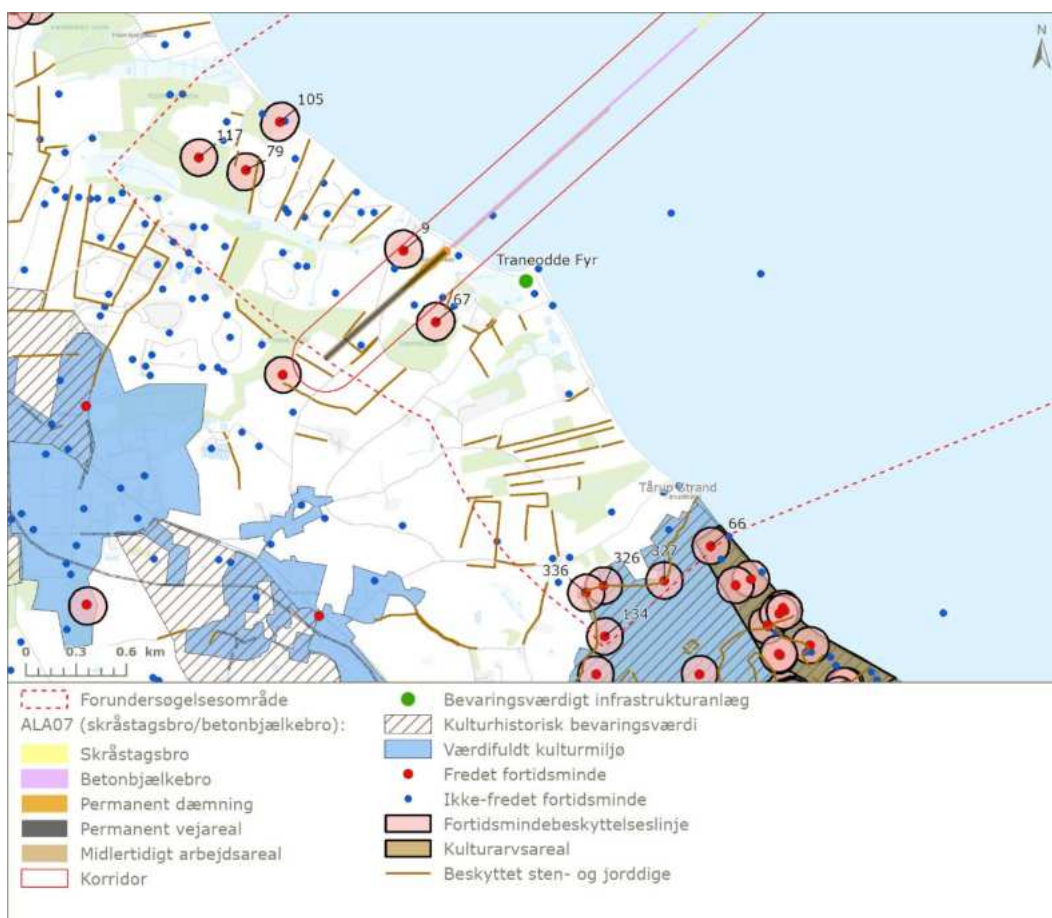 N
105
117
79
9
Traneodde Fyr
67
Tårup Strand
66
327
326
336
134
0 0.3 0.6 km
Forundersøgelsesområde
ALA07 (skråstagsbro/betonbjælkebro):
Skråstagsbro
Betonbjælkebro
Permanent dæmning
Permanent vejareal
Midlertidigt arbejdsareal
Korridor
Bevaringsværdigt infrastrukturanlæg
Kulturhistorisk bevaringsværdi
Værdifuldt kulturmiljø
Fredet fortidsminde
Ikke-fredet fortidsminde
Fortidsmindebeskyttelseslinje
Kulturarvsareal
Beskyttet sten- og jorddige